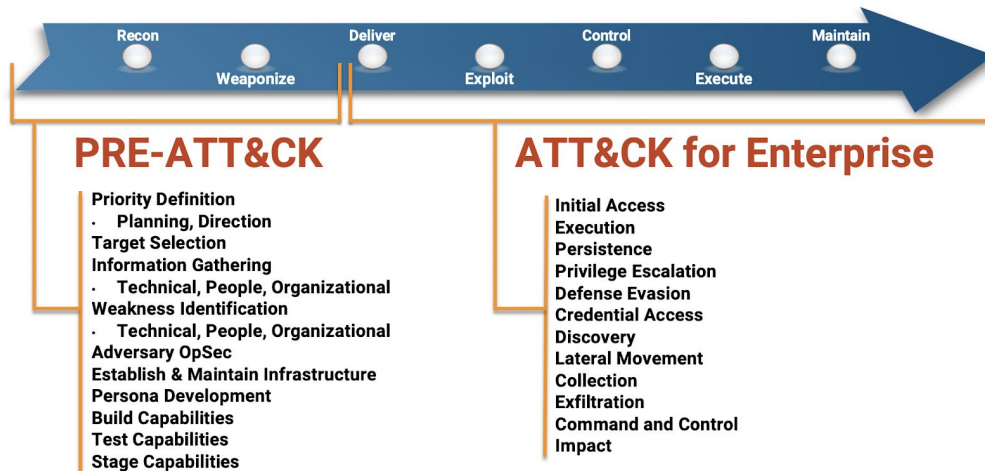 Recon
Deliver
Control
Maintain
Weaponize
Exploit
Execute
PRE-ATT&CK
Priority Definition
· Planning, Direction
Target Selection
Information Gathering
· Technical, People, Organizational
Weakness Identification
· Technical, People, Organizational
Adversary OpSec
Establish & Maintain Infrastructure
Persona Development
Build Capabilities
Test Capabilities
Stage Capabilities
ATT&CK for Enterprise
Initial Access
Execution
Persistence
Privilege Escalation
Defense Evasion
Credential Access
Discovery
Lateral Movement
Collection
Exfiltration
Command and Control
Impact